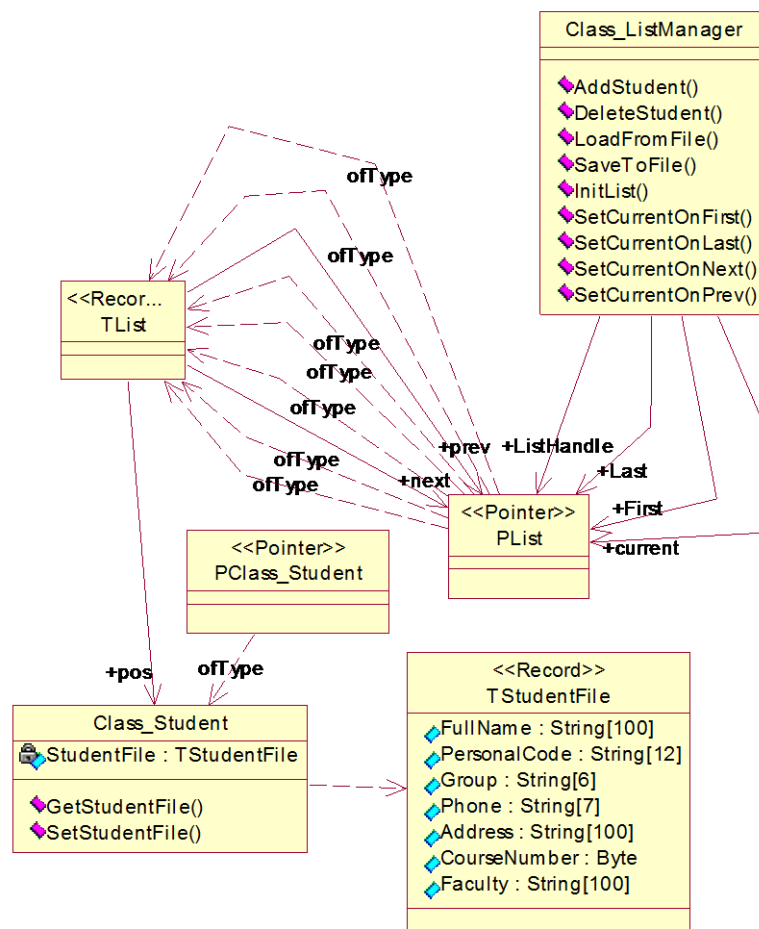 Class_ListManager
AddStudent()
DeleteStudent()
LoadFromFile()
SaveToFile()
InitList()
SetCurrentOnFirst()
SetCurrentOnLast()
SetCurrentOnNext()
SetCurrentOnPrev()
ofType
ofType
<<Recor...
TList
ofType
ofType
ofType
+prev
+ListHandle
ofType
+Last
ofType
+next
+First
<<Pointer>>
PList
+current
<<Pointer>>
PClass_Student
+pos
ofType
<<Record>>
TStudentFile
FullName : String[100]
PersonalCode : String[12]
Group : String[6]
Phone : String[7]
Address : String[100]
CourseNumber : Byte
Faculty : String[100]
Class_Student
StudentFile : TStudentFile
GetStudentFile()
SetStudentFile()